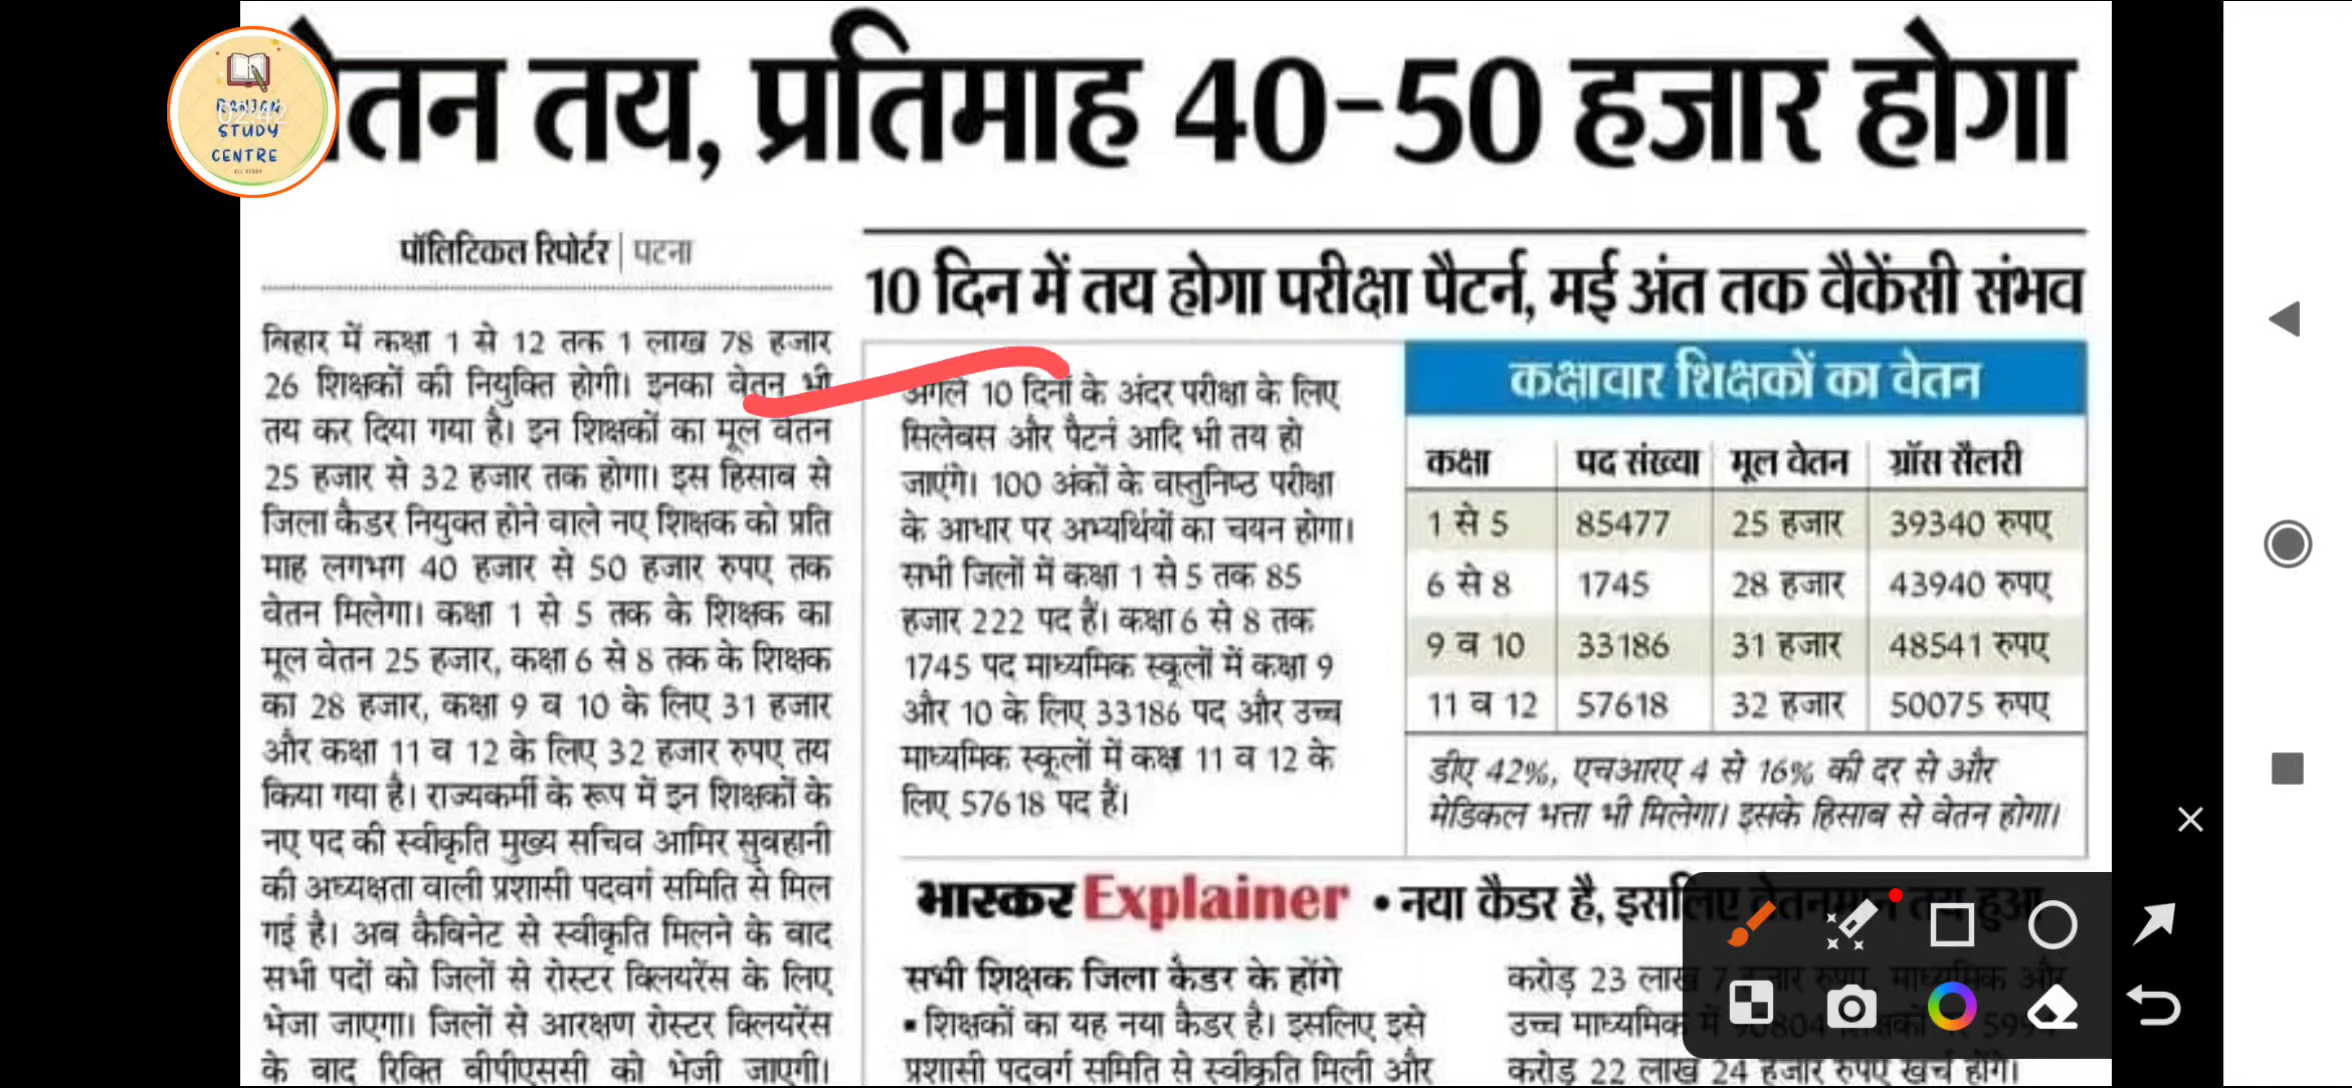 वेतन तय, प्रतिमाह 40-50 हजार होगा
STUDY
CENTRE
पॉलिटिकल रिपोर्टर | पटना
बिहार में कक्षा 1 से 12 तक 1 लाख 78 हजार
26 शिक्षकों की नियुक्ति होगी। इनका वेतन भी
तय कर दिया गया है। इन शिक्षकों का मूल वेतन
25 हजार से 32 हजार तक होगा। इस हिसाब से
जिला कैडर नियुक्त होने वाले नए शिक्षक को प्रति
माह लगभग 40 हजार से 50 हजार रुपए तक
वेतन मिलेगा। कक्षा 1 से 5 तक के शिक्षक का
मूल वेतन 25 हजार, कक्षा 6 से 8 तक के शिक्षक
का 28 हजार, कक्षा 9 व 10 के लिए 31 हजार
और कक्षा 11 व 12 के लिए 32 हजार रुपए तय
किया गया है। राज्यकर्मी के रूप में इन शिक्षकों के
नए पद की स्वीकृति मुख्य सचिव आमिर सुबहानी
की अध्यक्षता वाली प्रशासी पदवर्ग समिति से मिल
गई है। अब कैबिनेट से स्वीकृति मिलने के बाद
सभी पदों को जिलों से रोस्टर क्लियरेंस के लिए
भेजा जाएगा। जिलों से आरक्षण रोस्टर क्लियरेंस
के बाद रिक्ति बीपीएससी को भेजी जाएगी।
10 दिन में तय होगा परीक्षा पैटर्न, मई अंत तक वैकेंसी संभव
अगले 10 दिनों के अंदर परीक्षा के लिए
सिलेबस और पैटर्न आदि भी तय हो
जाएंगे। 100 अंकों के वास्तुनिष्ठ परीक्षा
के आधार पर अभ्यर्थियों का चयन होगा।
सभी जिलों में कक्षा 1 से 5 तक 85
हजार 222 पद हैं। कक्षा 6 से 8 तक
1745 पद माध्यमिक स्कूलों में कक्षा 9
और 10 के लिए 33186 पद और उच्च
माध्यमिक स्कूलों में कक्ष 11 व 12 के
लिए 57618 पद हैं।
कक्षावार शिक्षकों का वेतन
कक्षा पद संख्या मूल वेतन ग्रॉस सैलरी
1 से 5 85477 25 हजार 39340 रुपए
6 से 8 1745 28 हजार 43940 रुपए
9 व 10 33186 31 हजार 48541 रुपए
11 व 12 57618 32 हजार 50075 रुपए
डीए 42%, एचआरए 4 से 16% की दर से और
मेडिकल भत्ता भी मिलेगा। इसके हिसाब से वेतन होगा।
भास्कर Explainer • नया कैडर है, इसलिए वेतनमान तय हुआ
सभी शिक्षक जिला कैडर के होंगे
▪ शिक्षकों का यह नया कैडर है। इसलिए इसे
प्रशासी पदवर्ग समिति से स्वीकृति मिली और
करोड़ 23 लाख 7 हजार रुपए, माध्यमिक और
उच्च माध्यमिक में 90804
करोड़ 22 लाख 24 हजार रुपए खर्च होंगे।